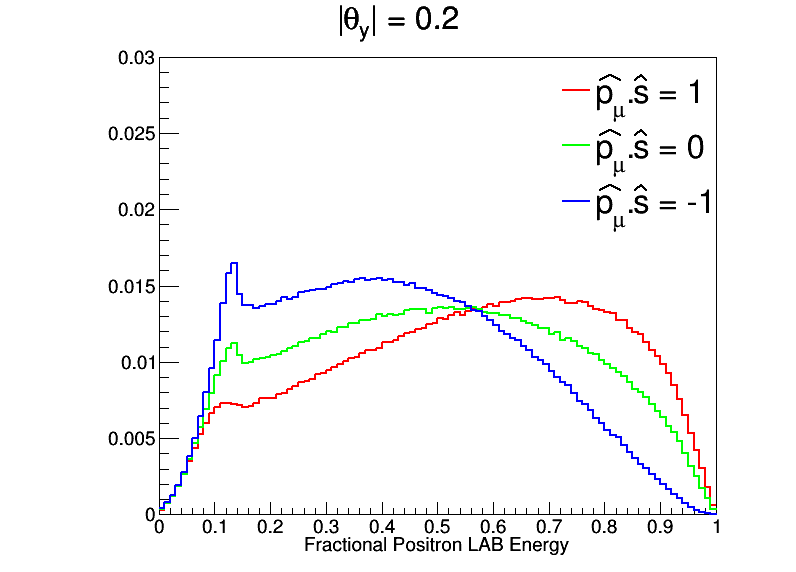 |θy| = 0.2
0.03
p̂μ.ŝ = 1
0.025
p̂μ.ŝ = 0
0.02
p̂μ.ŝ = -1
0.015
0.01
0.005
0
0 0.1 0.2 0.3 0.4 0.5 0.6 0.7 0.8 0.9 1
Fractional Positron LAB Energy